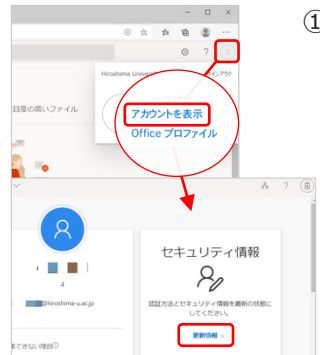 ①
Hiroshima Univers
インアウト
アカウントを表示
Office プロファイル
目度の高いファイル
セキュリティ情報
4
@hiroshima-u.ac.jp
認証方法とセキュリティ情報を最新の状態に
してください。
更新情報 >
できない理由